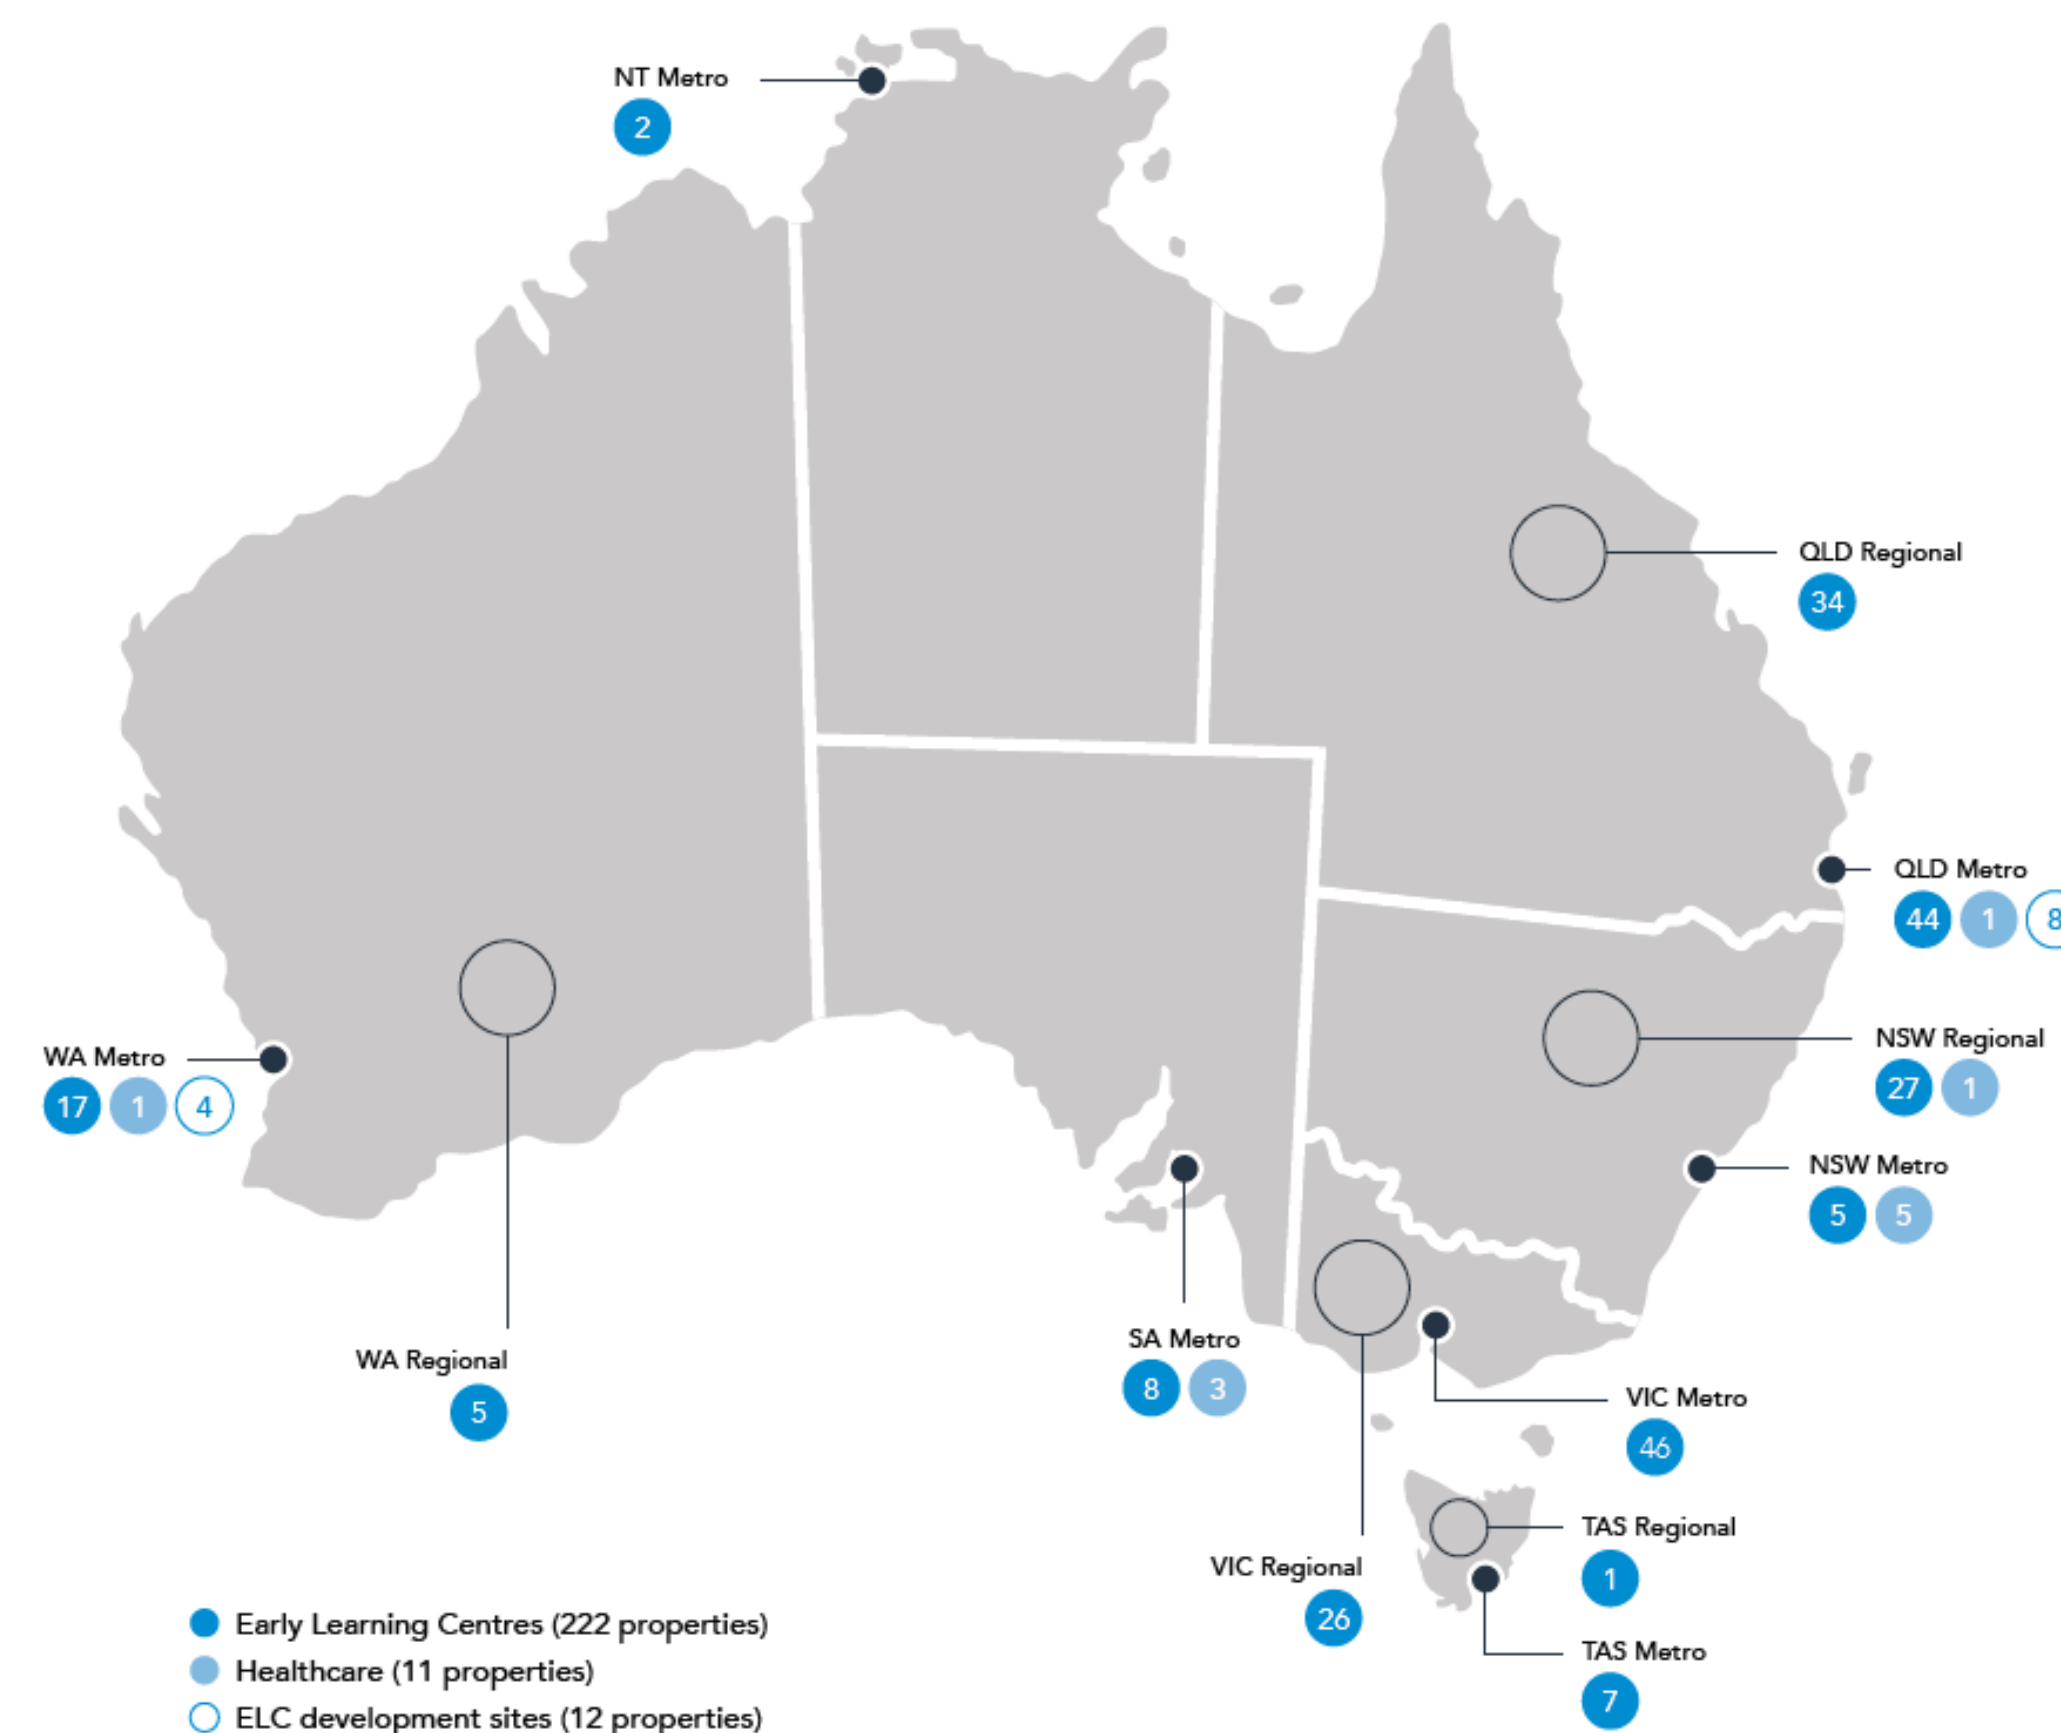 NT Metro
2
QLD Regional
34
QLD Metro
44 1 8
NSW Regional
27 1
WA Metro
17 1 4
NSW Metro
5 5
SA Metro
8 3
WA Regional
5
VIC Metro
46
TAS Regional
1
VIC Regional
26
TAS Metro
7
Early Learning Centres (222 properties)
Healthcare (11 properties)
ELC development sites (12 properties)